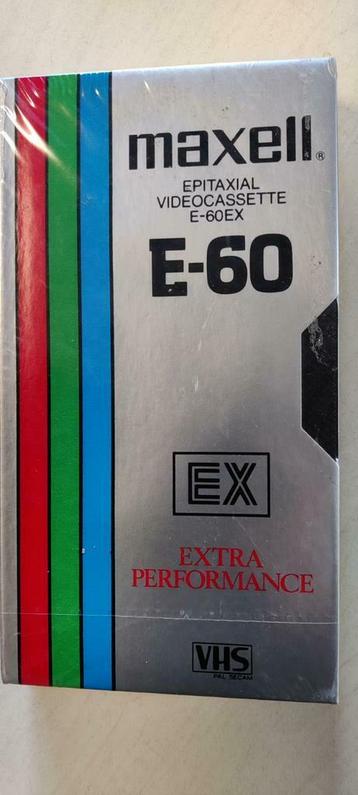 maxell®
EPITAXIAL
VIDEOCASSETTE
E-60EX
E-60
EX
EXTRA
PERFORMANCE
VHS
PAL SECAM